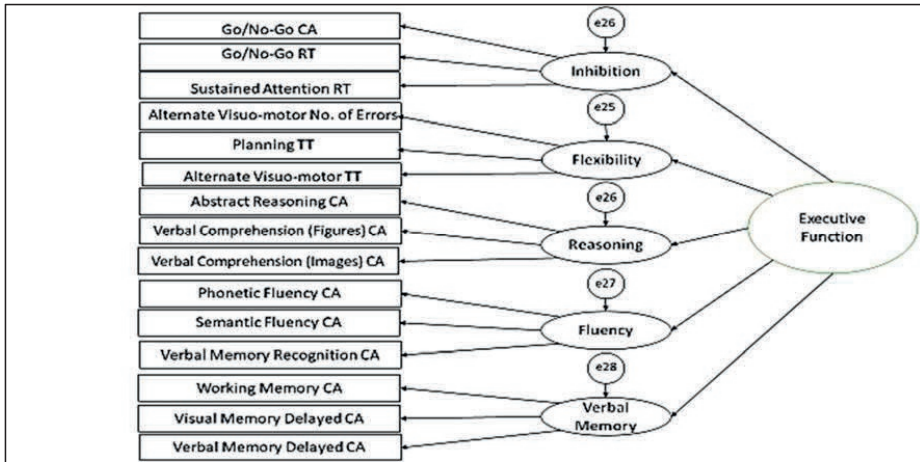 Go/No-Go CA
Go/No-Go RT
Sustained Attention RT
Alternate Visuo-motor No. of Errors
Planning TT
Alternate Visuo-motor TT
Abstract Reasoning CA
Verbal Comprehension (Figures) CA
Verbal Comprehension (Images) CA
Phonetic Fluency CA
Semantic Fluency CA
Verbal Memory Recognition CA
Working Memory CA
Visual Memory Delayed CA
Verbal Memory Delayed CA
e26
Inhibition
e25
Flexibility
e26
Reasoning
e27
Fluency
e28
Verbal
Memory
Executive
Function